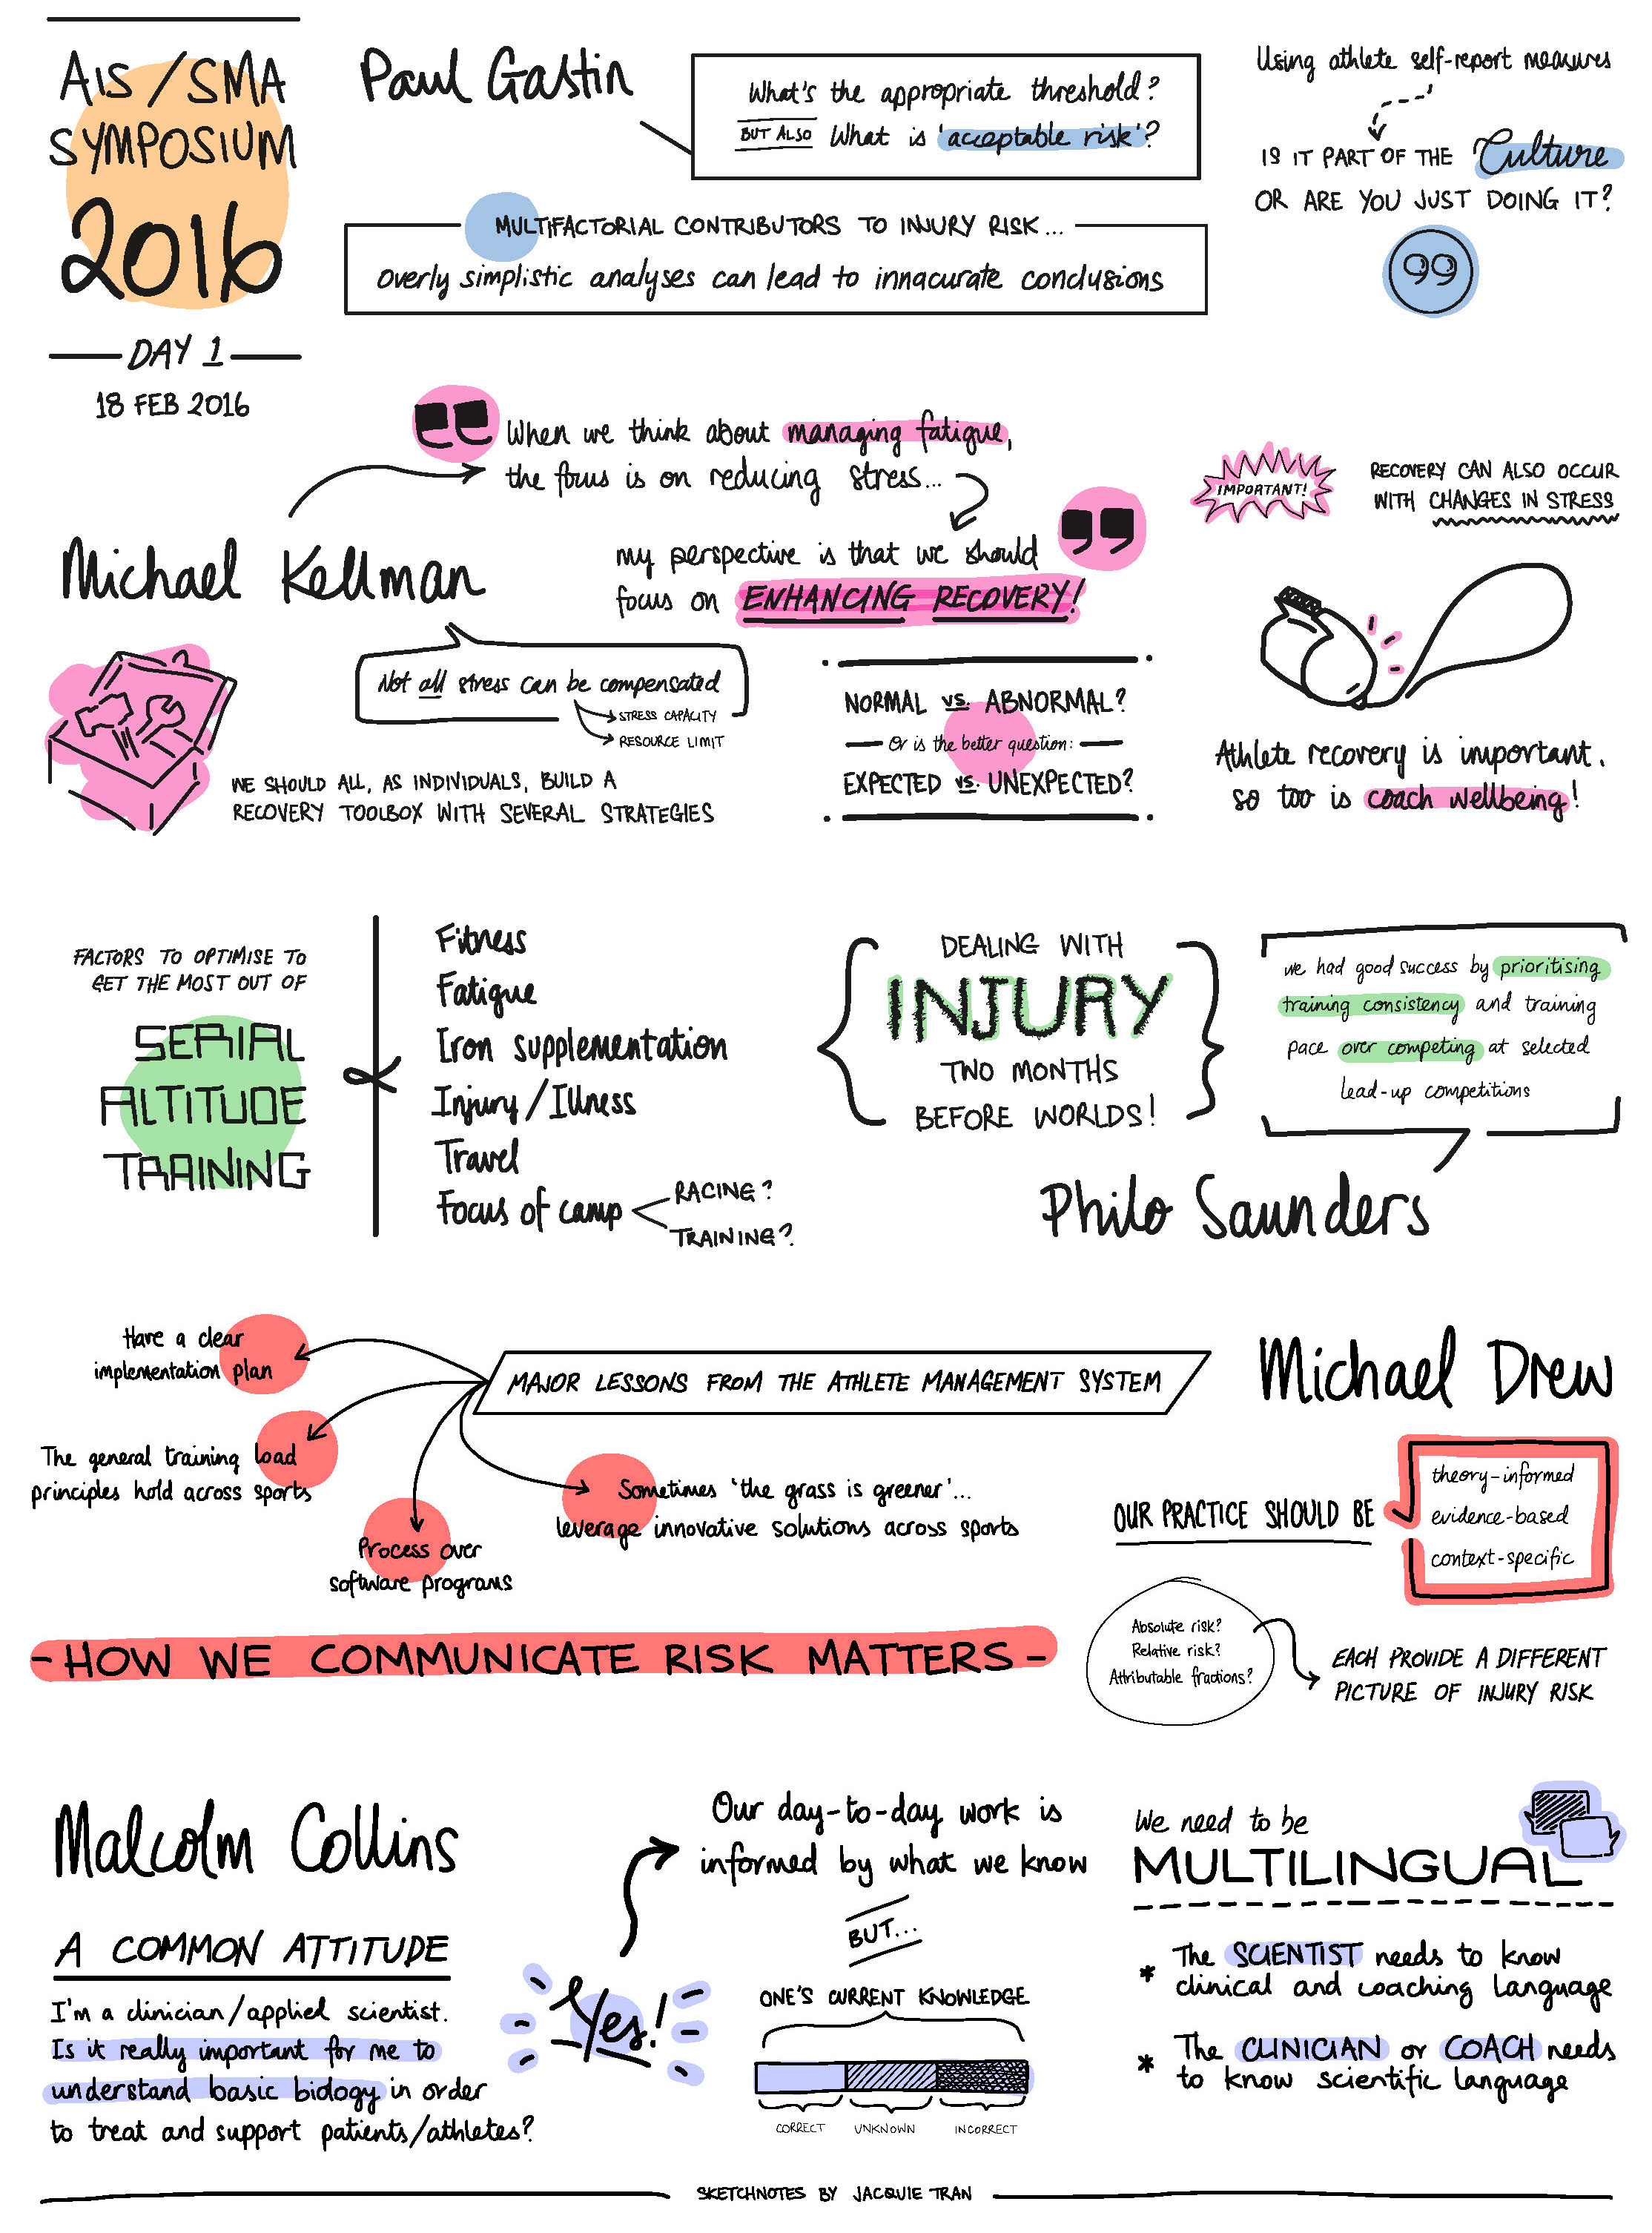 AIS/SMA
SYMPOSIUM
2016
DAY 1
18 FEB 2016
Paul Gastin
What's the appropriate threshold?
BUT ALSO What is 'acceptable risk'?
MULTIFACTORIAL CONTRIBUTORS TO INJURY RISK...
overly simplistic analyses can lead to innacurate conclusions
Using athlete self-report measures
IS IT PART OF THE Culture
OR ARE YOU JUST DOING IT?
Michael Kellman
When we think about managing fatigue,
the focus is on reducing stress...
my perspective is that we should
focus on ENHANCING RECOVERY!
IMPORTANT!
RECOVERY CAN ALSO OCCUR
WITH CHANGES IN STRESS
Not all stress can be compensated
STRESS CAPACITY
RESOURCE LIMIT
WE SHOULD ALL, AS INDIVIDUALS, BUILD A
RECOVERY TOOLBOX WITH SEVERAL STRATEGIES
NORMAL vs. ABNORMAL?
Or is the better question:
EXPECTED vs. UNEXPECTED?
Athlete recovery is important.
so too is coach wellbeing!
FACTORS TO OPTIMISE TO
GET THE MOST OUT OF
SERIAL
ALTITUDE
TRAINING
Fitness
Fatigue
Iron supplementation
Injury/Illness
Travel
Focus of camp
RACING?
TRAINING?
DEALING WITH
INJURY
TWO MONTHS
BEFORE WORLDS!
we had good success by prioritising
training consistency and training
pace over competing at selected
lead-up competitions
Philo Saunders
MAJOR LESSONS FROM THE ATHLETE MANAGEMENT SYSTEM
Have a clear
implementation plan
The general training load
principles hold across sports
Process over
software programs
Sometimes 'the grass is greener'...
leverage innovative solutions across sports
Michael Drew
OUR PRACTICE SHOULD BE
theory-informed
evidence-based
context-specific
-HOW WE COMMUNICATE RISK MATTERS-
Absolute risk?
Relative risk?
Attributable fractions?
EACH PROVIDE A DIFFERENT
PICTURE OF INJURY RISK
Malcolm Collins
A COMMON ATTITUDE
I'm a clinician/applied scientist.
Is it really important for me to
understand basic biology in order
to treat and support patients/athletes?
Yes!
Our day-to-day work is
informed by what we know
BUT...
ONE'S CURRENT KNOWLEDGE
CORRECT UNKNOWN INCORRECT
We need to be
MULTILINGUAL
* The SCIENTIST needs to know
clinical and coaching language
* The CLINICIAN or COACH needs
to know scientific language
SKETCHNOTES BY JACQUIE TRAN